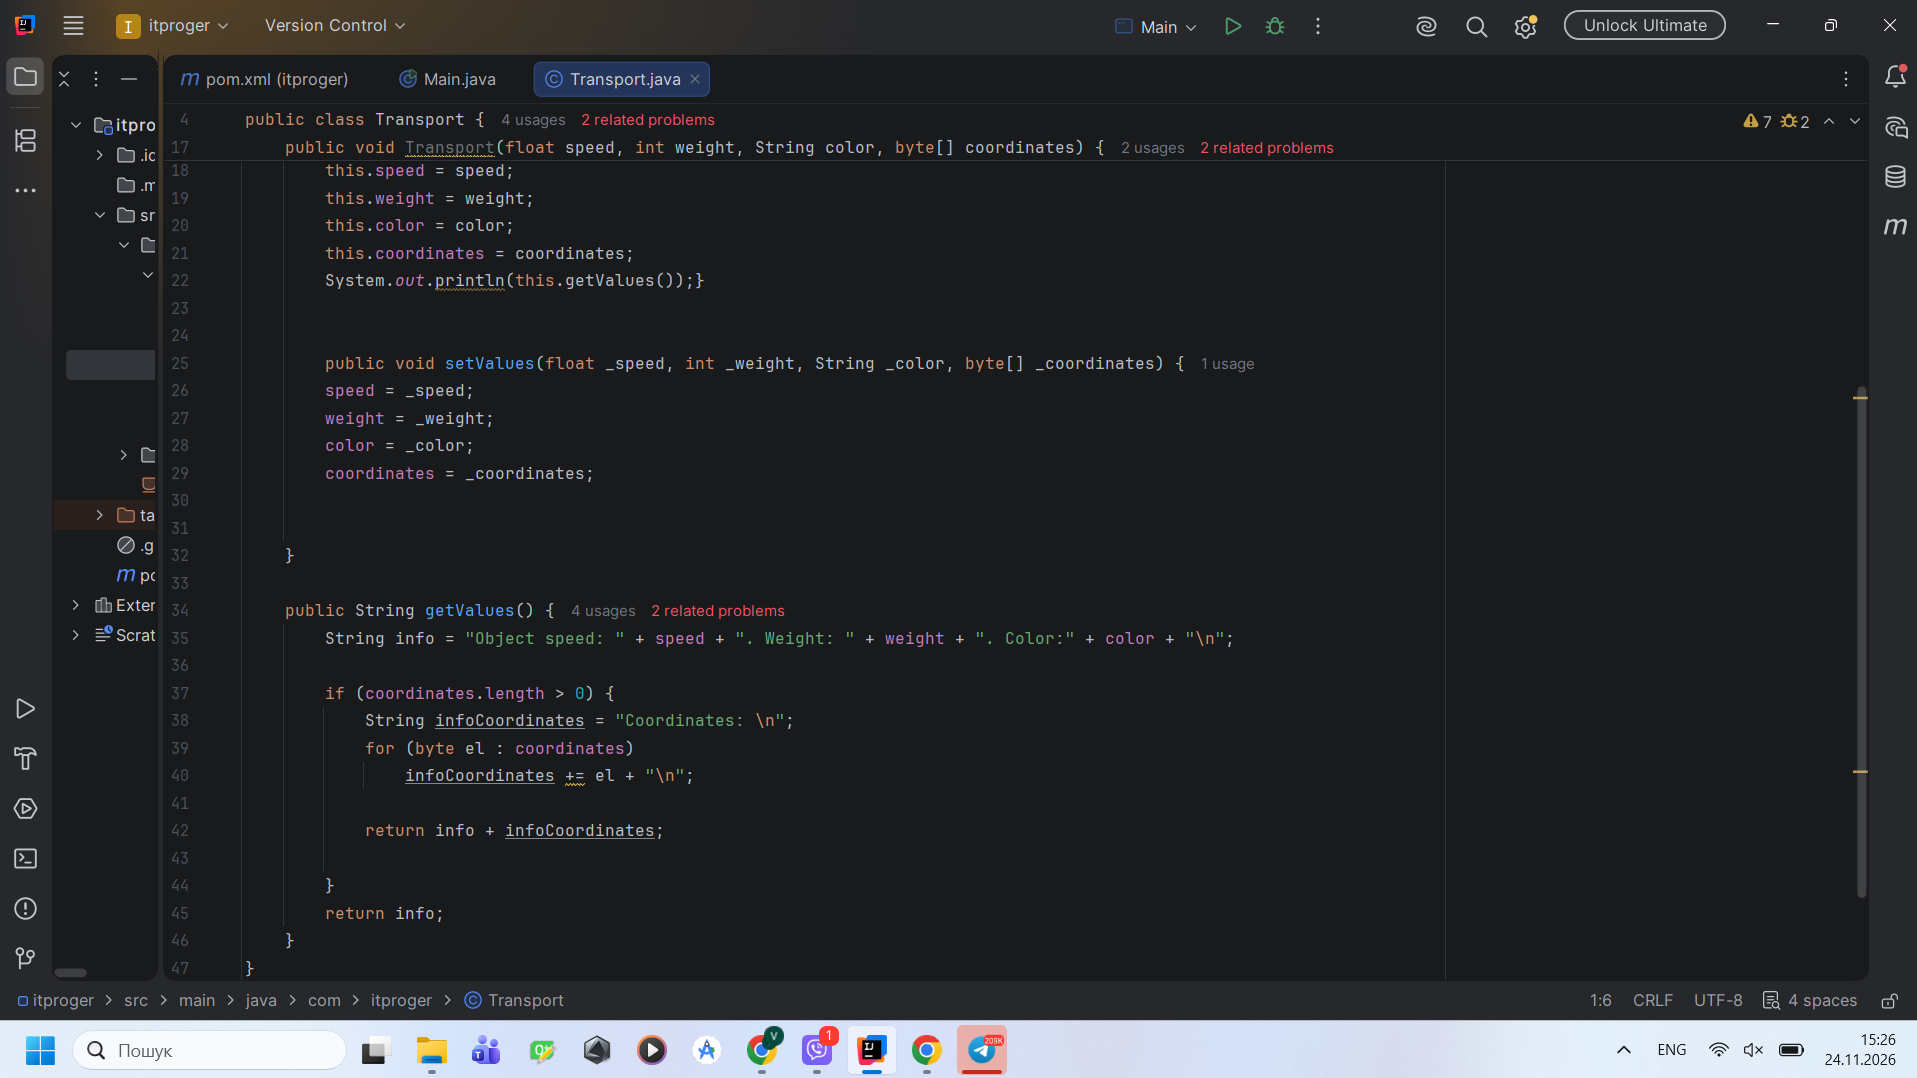 itproger
Version Control
Main
Unlock Ultimate
pom.xml (itproger)
Main.java
Transport.java
4 public class Transport { 4 usages 2 related problems
17 public void Transport(float speed, int weight, String color, byte[] coordinates) { 2 usages 2 related problems
7 2
18 this.speed = speed;
19 this.weight = weight;
20 this.color = color;
21 this.coordinates = coordinates;
22 System.out.println(this.getValues());}
23
24
25 public void setValues(float _speed, int _weight, String _color, byte[] _coordinates) { 1 usage
26 speed = _speed;
27 weight = _weight;
28 color = _color;
29 coordinates = _coordinates;
30
31
32 }
33
34 public String getValues() { 4 usages 2 related problems
35 String info = "Object speed: " + speed + ". Weight: " + weight + ". Color:" + color + "\n";
36
37 if (coordinates.length > 0) {
38 String infoCoordinates = "Coordinates: \n";
39 for (byte el : coordinates)
40 infoCoordinates += el + "\n";
41
42 return info + infoCoordinates;
43
44 }
45 return info;
46 }
47 }
itpro
.ic
.m
sr
ta
.g
po
Exter
Scrat
itproger > src > main > java > com > itproger > Transport
1:6 CRLF UTF-8 4 spaces
Пошук
V
1
209K
ENG
15:26
24.11.2026